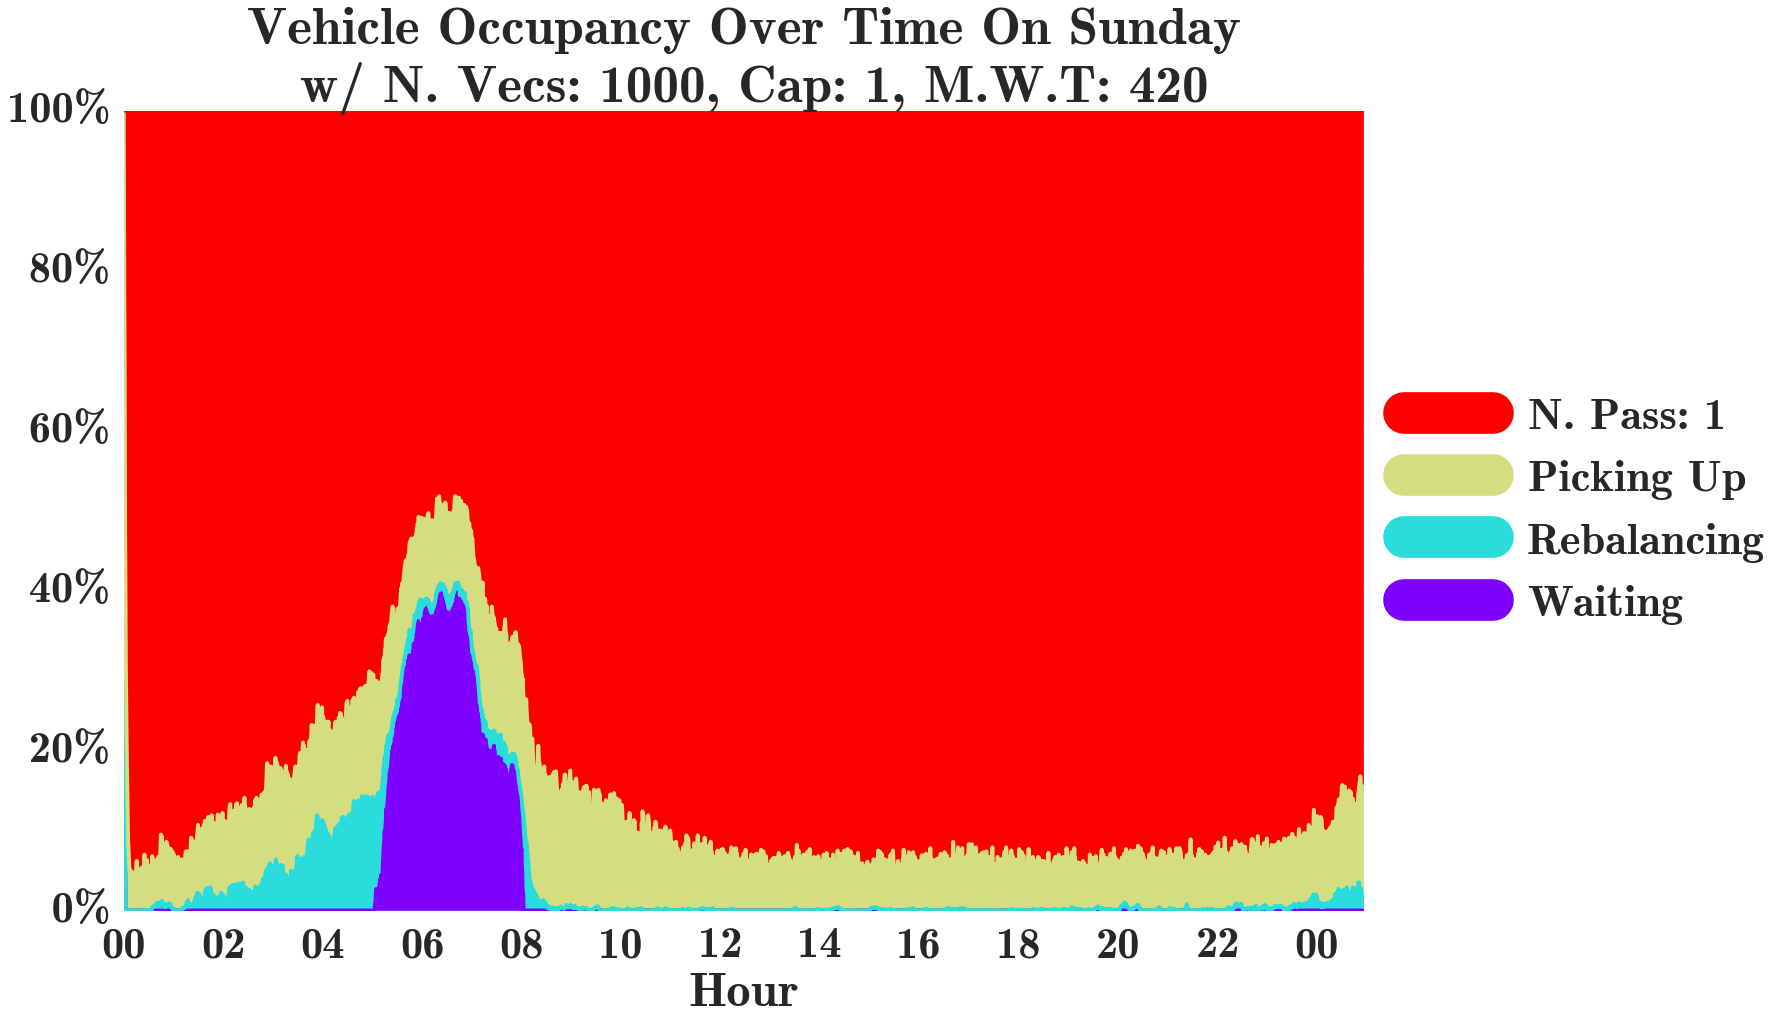 Vehicle Occupancy Over Time On Sunday
w/ N. Vecs: 1000, Cap: 1, M.W.T: 420
100%
80%
60%
40%
20%
0%
00 02 04 06 08 10 12 14 16 18 20 22 00
Hour
N. Pass: 1
Picking Up
Rebalancing
Waiting